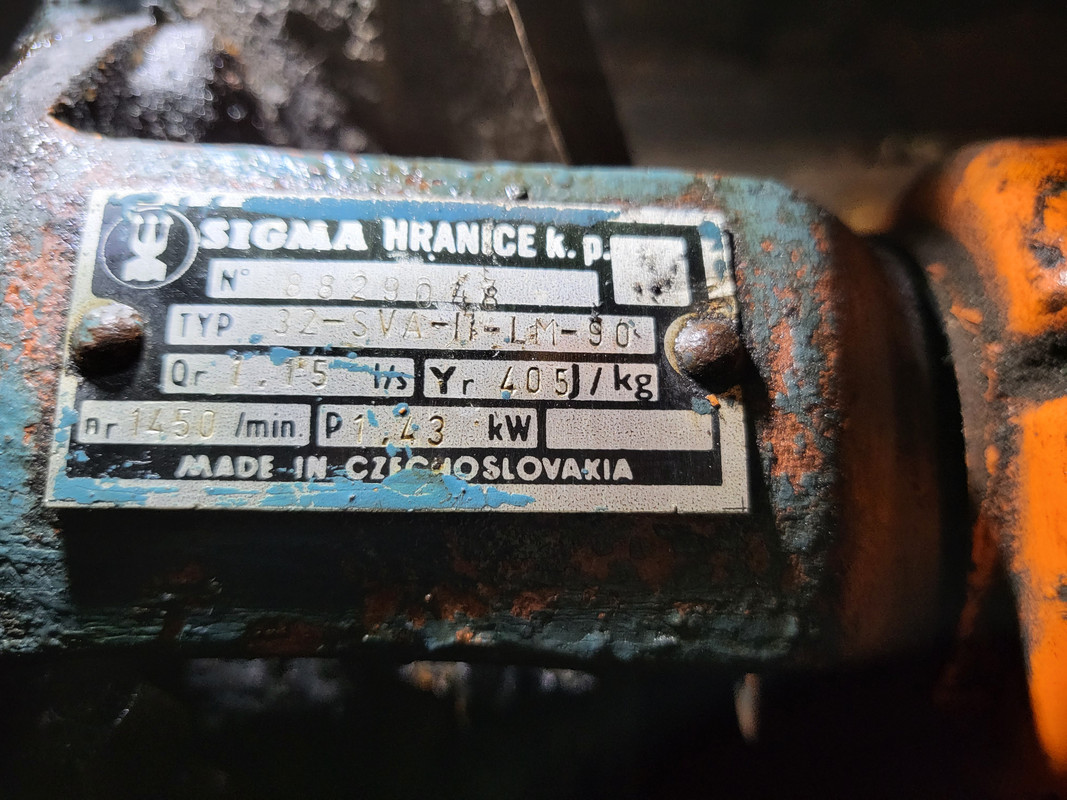 SIGMA HRANICE k. p.
N° 8829048
TYP 32-SVA-II-LM-90
Qr 1.15 l/s Yr 405 J/kg
nr 1450 /min. P 1.43 kW
MADE IN CZECHOSLOVAKIA